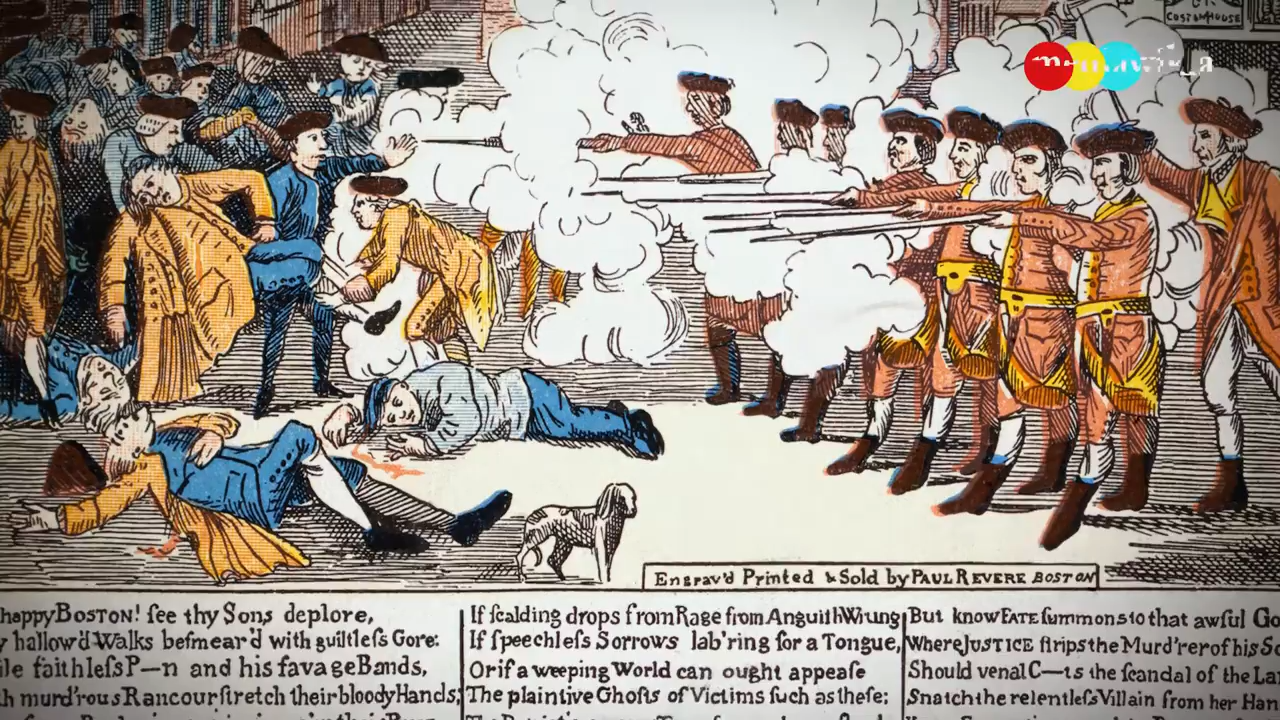 CUSTOM HOUSE
Engrav'd Printed & Sold by PAUL REVERE BOSTON
happy BOSTON! ſee thy Sons deplore,
hallow'd Walks beſmear'd with guiltleſs Gore:
faithleſs P—n and his ſavage Bands,
murd'rous Rancour ſtretch their bloody Hands;
If ſcalding drops from Rage from Anguiſh Wrung
If ſpeechleſs Sorrows lab'ring for a Tongue,
Or if a weeping World can ought appeaſe
The plaintive Ghoſts of Victims ſuch as theſe:
But know FATE ſummons to that awful
Where JUSTICE ſtrips the Murd'rer of his
Should venal C—ts the ſcandal of the
Snatch the relentleſs Villain from her